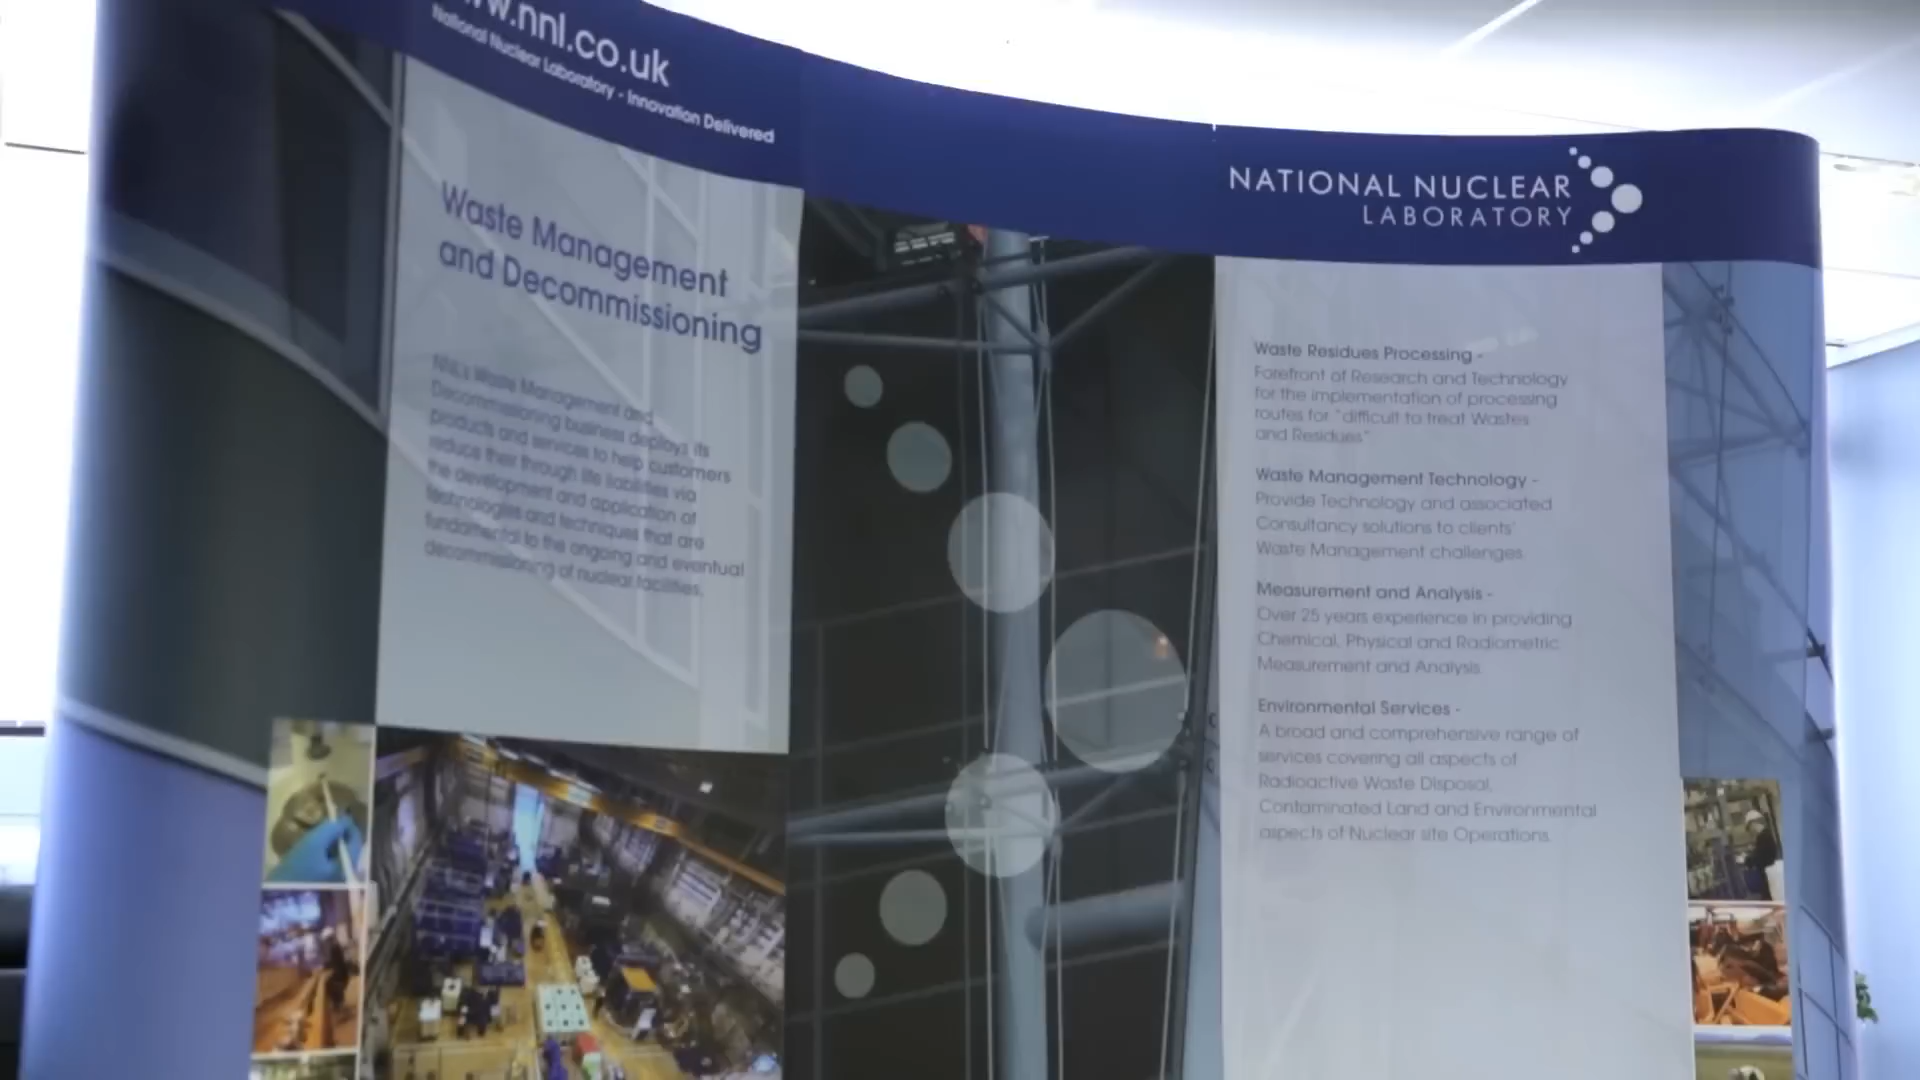 www.nnl.co.uk
National Nuclear Laboratory - Innovation Delivered
Waste Management
and Decommissioning
NNL's Waste Management and
Decommissioning business deploys its
products and services to help customers
reduce their through life liabilities via
the development and application of
technologies and techniques that are
fundamental to the ongoing and eventual
decommissioning of nuclear facilities.
NATIONAL NUCLEAR
LABORATORY
Waste Residues Processing -
Forefront of Research and Technology
for the implementation of processing
routes for "difficult to treat Wastes
and Residues"
Waste Management Technology -
Provide Technology and associated
Consultancy solutions to clients'
Waste Management challenges.
Measurement and Analysis -
Over 25 years experience in providing
Chemical, Physical and Radiometric
Measurement and Analysis.
Environmental Services -
A broad and comprehensive range of
services covering all aspects of
Radioactive Waste Disposal,
Contaminated Land and Environmental
aspects of Nuclear site Operations.